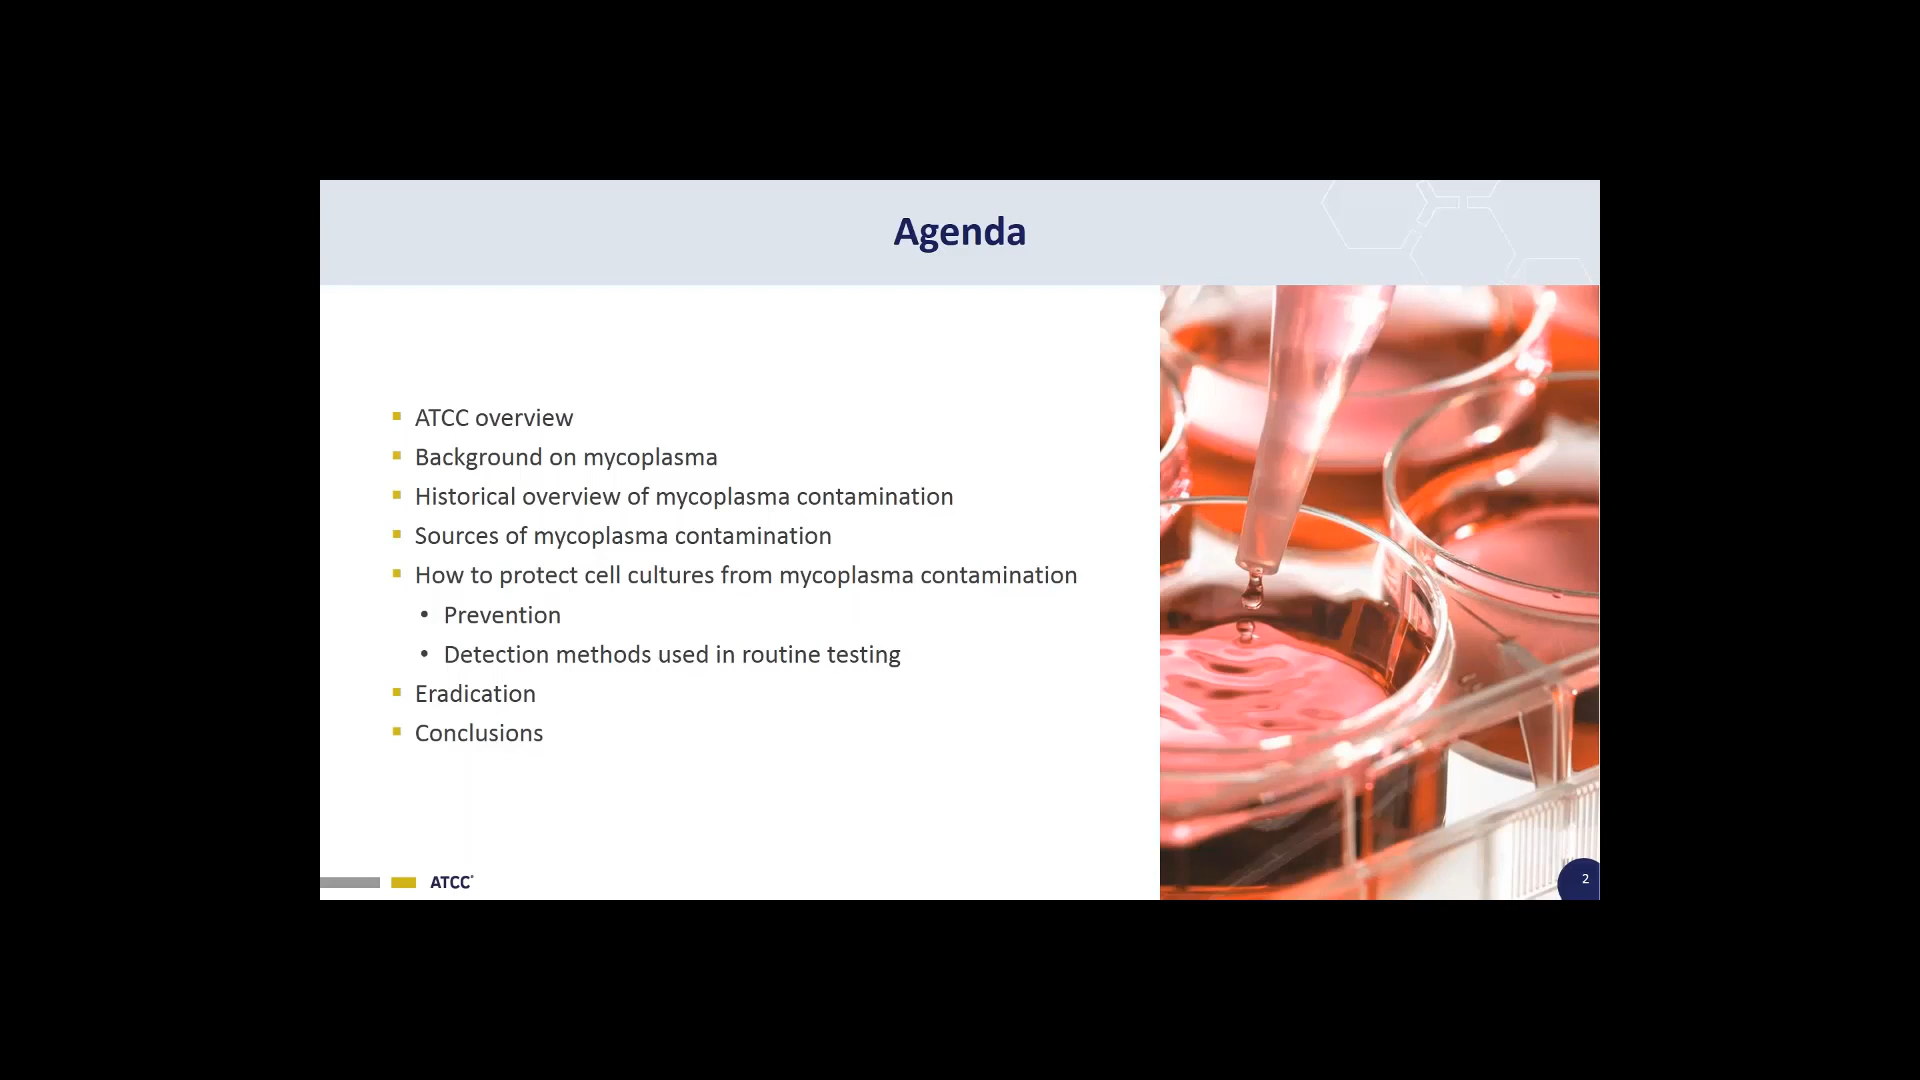 Agenda
ATCC overview
Background on mycoplasma
Historical overview of mycoplasma contamination
Sources of mycoplasma contamination
How to protect cell cultures from mycoplasma contamination
Prevention
Detection methods used in routine testing
Eradication
Conclusions
ATCC®
2